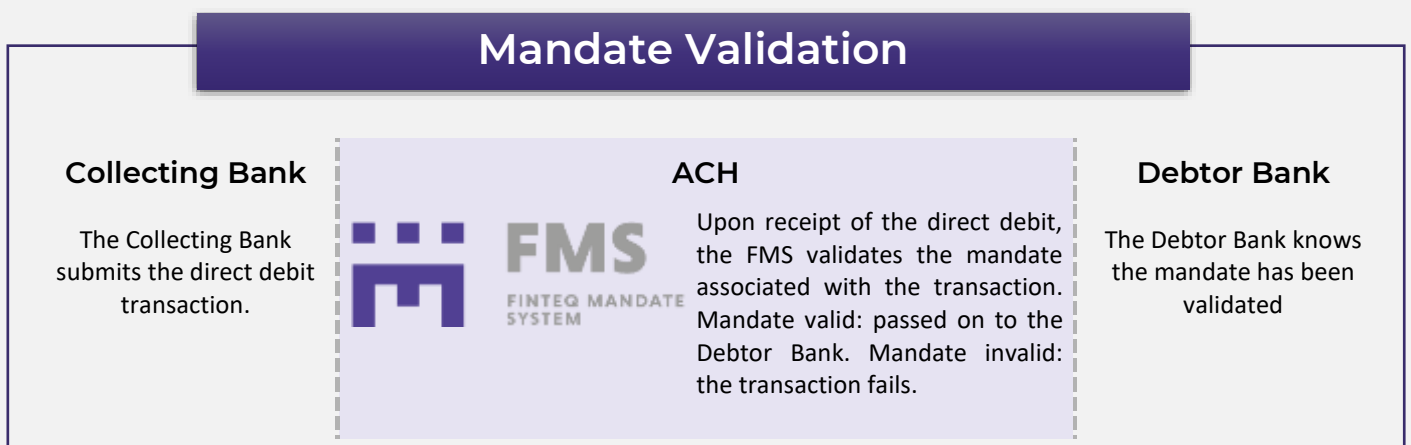 Mandate Validation
Collecting Bank
The Collecting Bank
submits the direct debit
transaction.
ACH
FMS
FINTEQ MANDATE
SYSTEM
Upon receipt of the direct debit,
the FMS validates the mandate
associated with the transaction.
Mandate valid: passed on to the
Debtor Bank. Mandate invalid:
the transaction fails.
Debtor Bank
The Debtor Bank knows
the mandate has been
validated